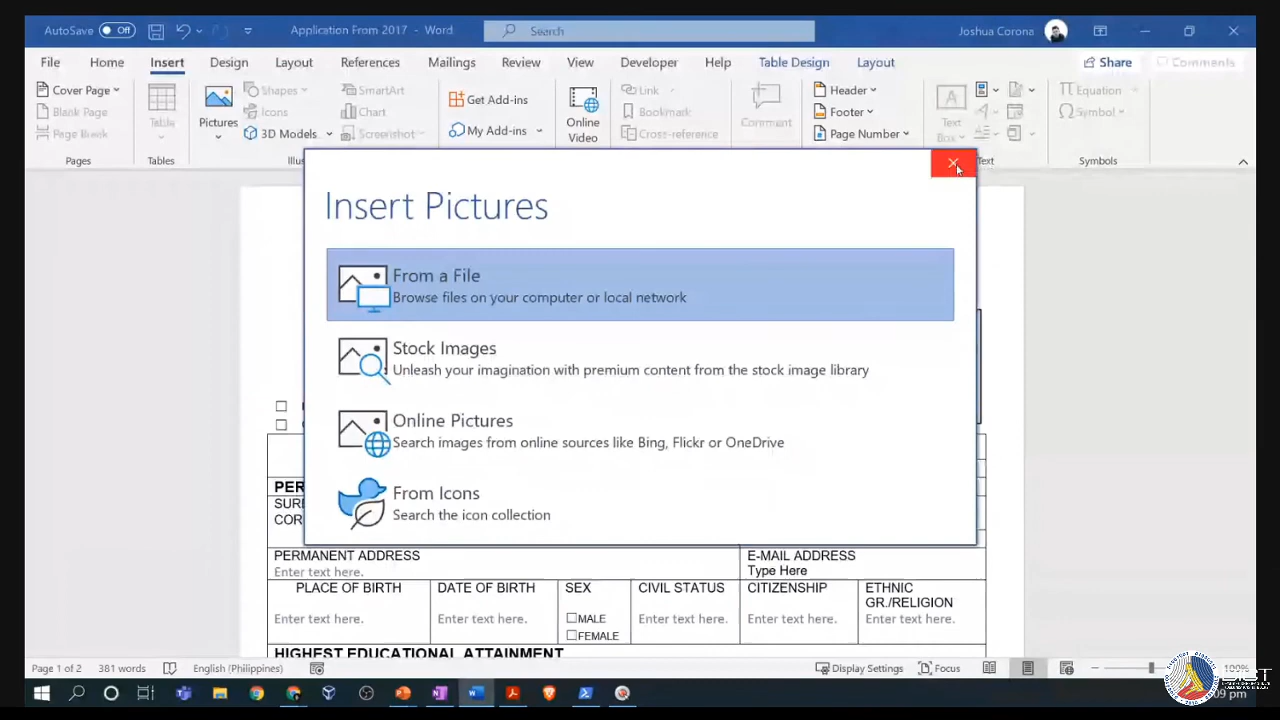 AutoSave Off Application From 2017 - Word Search Joshua Corona
File Home Insert Design Layout References Mailings Review View Developer Help Table Design Layout Share Comments
Cover Page
Blank Page
Page Break
Pages
Table
Tables
Pictures
Shapes
Icons
3D Models
SmartArt
Chart
Screenshot
Get Add-ins
My Add-ins
Online
Video
Link
Bookmark
Cross-reference
Comment
Header
Footer
Page Number
Text
Box
Text
Equation
Symbol
Symbols
Insert Pictures
From a File
Browse files on your computer or local network
Stock Images
Unleash your imagination with premium content from the stock image library
Online Pictures
Search images from online sources like Bing, Flickr or OneDrive
From Icons
Search the icon collection
PERMANENT ADDRESS
Enter text here.
E-MAIL ADDRESS
Type Here
PLACE OF BIRTH
Enter text here.
DATE OF BIRTH
Enter text here.
SEX
☐MALE
☐FEMALE
CIVIL STATUS
Enter text here.
CITIZENSHIP
Enter text here.
ETHNIC
GR./RELIGION
Enter text here.
HIGHEST EDUCATIONAL ATTAINMENT
Page 1 of 2 381 words English (Philippines) Display Settings Focus 100%